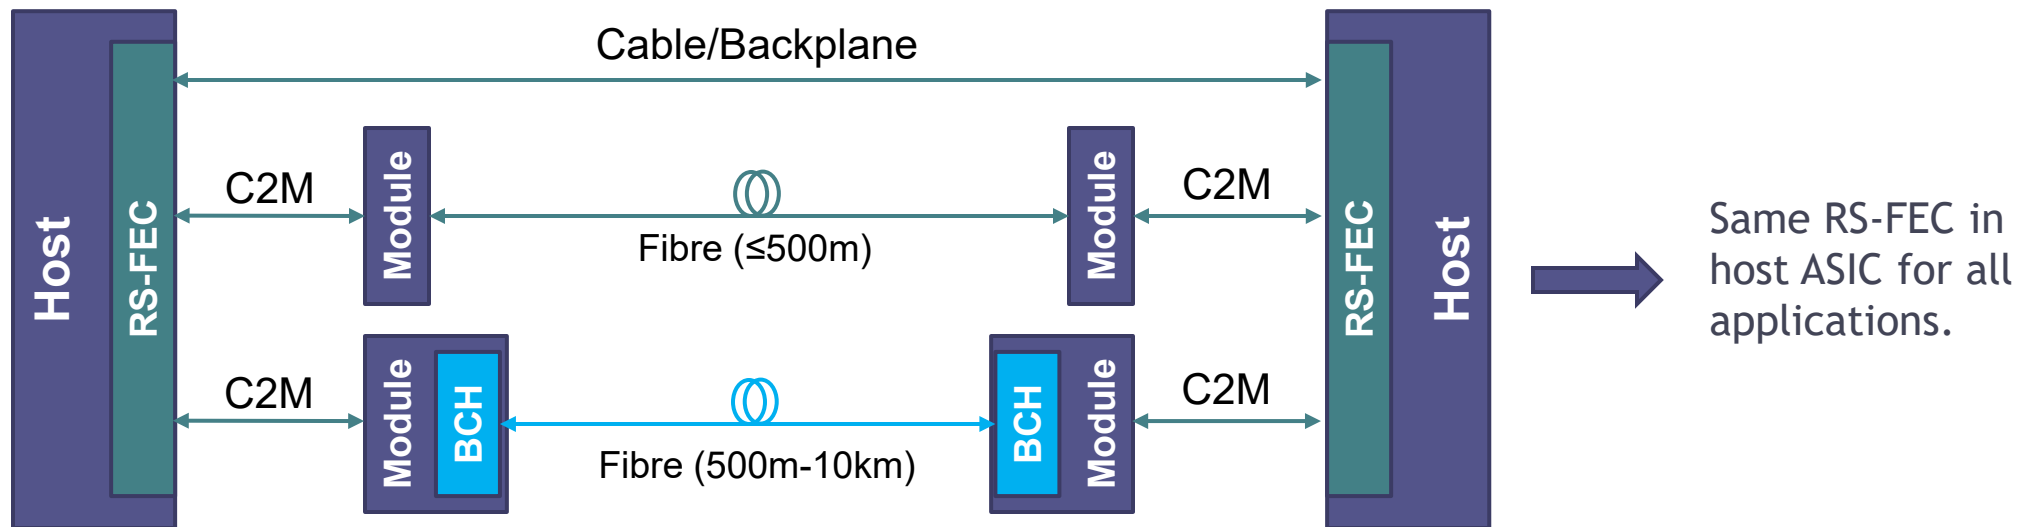 Cable/Backplane
Host
RS-FEC
C2M
Module
Fibre (≤500m)
Module
C2M
RS-FEC
Host
C2M
Module
BCH
Fibre (500m-10km)
BCH
Module
C2M
Same RS-FEC in
host ASIC for all
applications.